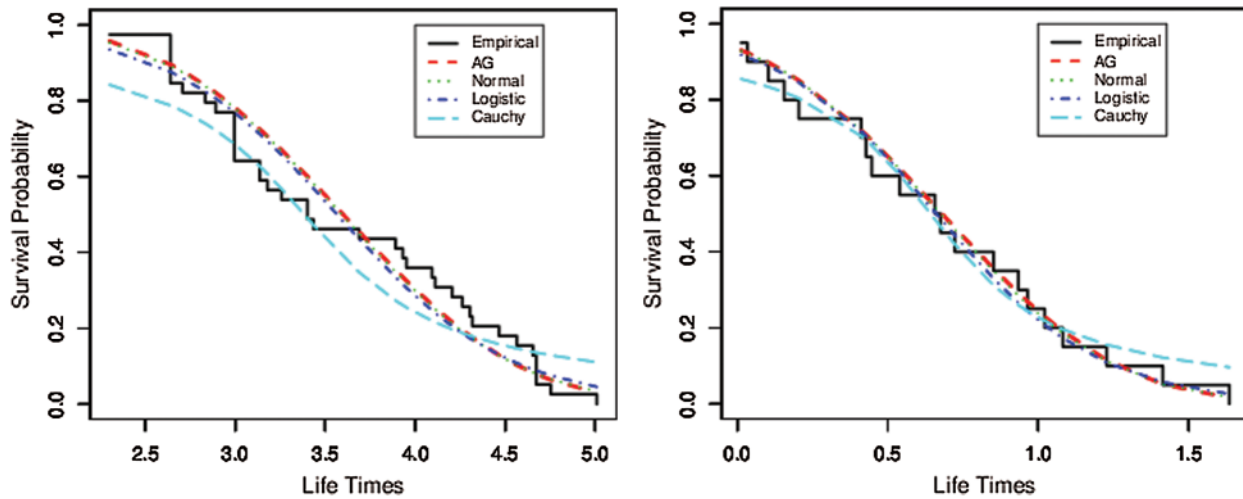 Survival Probability
1.0
0.8
0.6
0.4
0.2
0.0
Empirical
AG
Normal
Logistic
Cauchy
2.5 3.0 3.5 4.0 4.5 5.0
Life Times
Survival Probability
1.0
0.8
0.6
0.4
0.2
0.0
Empirical
AG
Normal
Logistic
Cauchy
0.0 0.5 1.0 1.5
Life Times